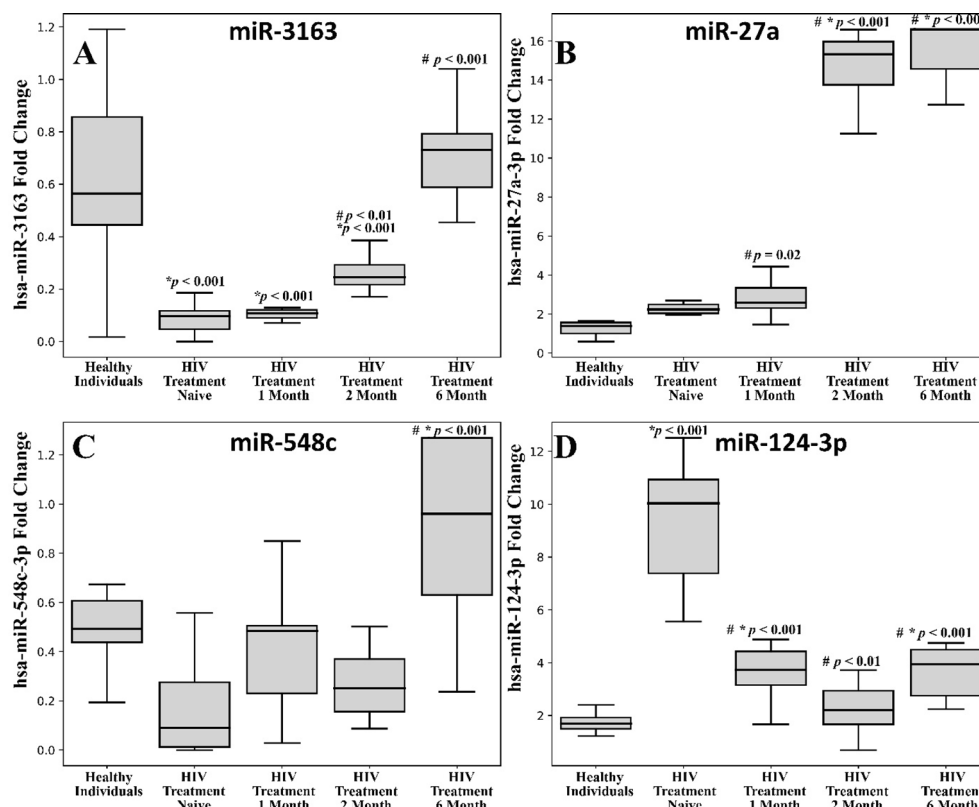 A
miR-3163
hsa-miR-3163 Fold Change
1.2
1.0
0.8
0.6
0.4
0.2
0.0
*p < 0.001
*p < 0.001
# p < 0.01
*p < 0.001
# p < 0.001
Healthy Individuals
HIV Treatment Naive
HIV Treatment 1 Month
HIV Treatment 2 Month
HIV Treatment 6 Month
B
miR-27a
hsa-miR-27a-3p Fold Change
16
14
12
10
8
6
4
2
0
# p = 0.02
# * p < 0.001
# * p < 0.00
Healthy Individuals
HIV Treatment Naive
HIV Treatment 1 Month
HIV Treatment 2 Month
HIV Treatment 6 Month
C
miR-548c
hsa-miR-548c-3p Fold Change
1.2
1.0
0.8
0.6
0.4
0.2
0.0
# * p < 0.001
Healthy Individuals
HIV Treatment Naive
HIV Treatment 1 Month
HIV Treatment 2 Month
HIV Treatment 6 Month
D
miR-124-3p
hsa-miR-124-3p Fold Change
12
10
8
6
4
2
*p < 0.001
# * p < 0.001
# p < 0.01
# * p < 0.001
Healthy Individuals
HIV Treatment Naive
HIV Treatment 1 Month
HIV Treatment 2 Month
HIV Treatmen 6 Month